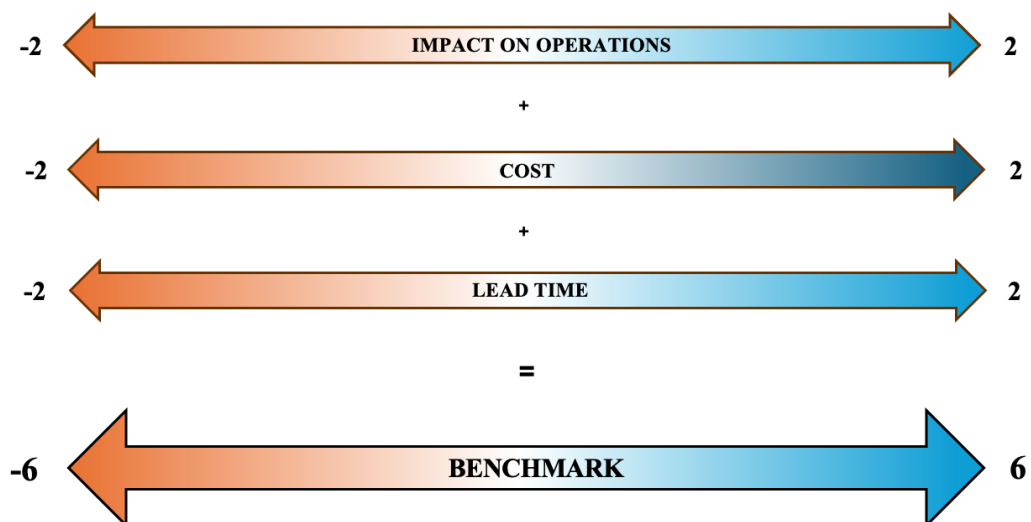 -2 IMPACT ON OPERATIONS 2
+
-2 COST 2
+
-2 LEAD TIME 2
=
-6 BENCHMARK 6